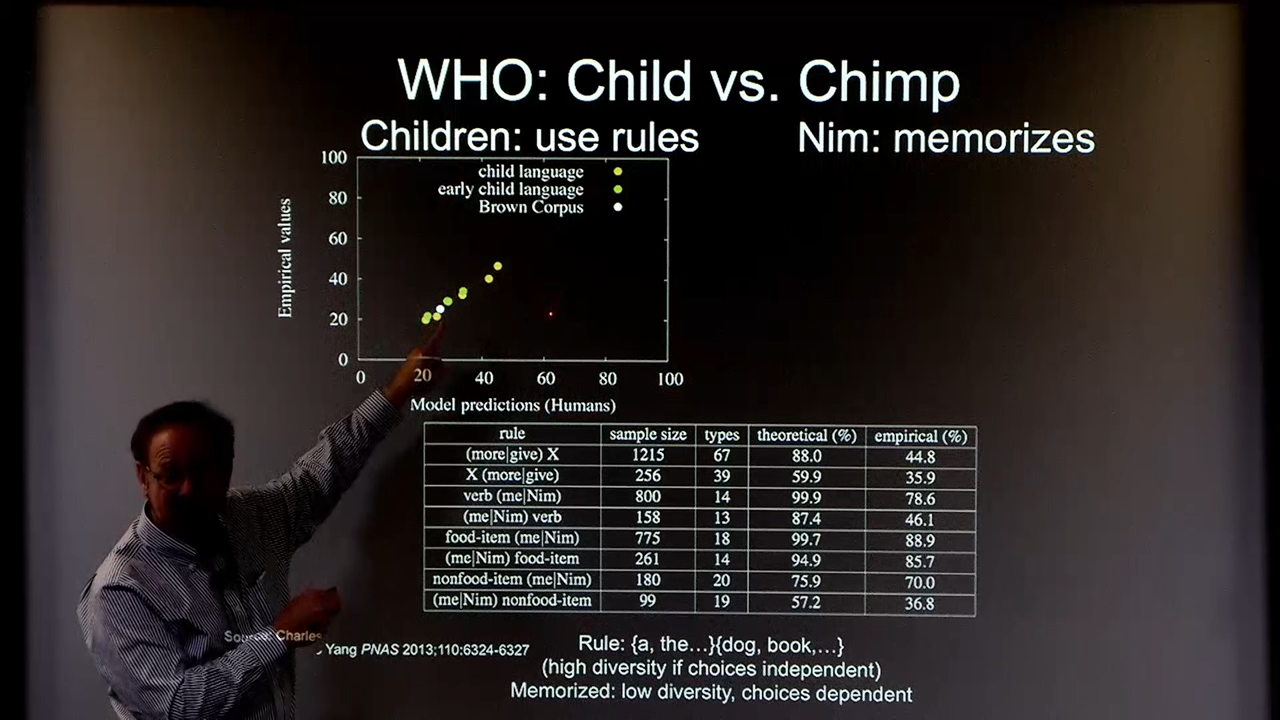 WHO: Child vs. Chimp
Children: use rules
Nim: memorizes
100
80
60
40
20
0
Empirical values
child language
early child language
Brown Corpus
0 20 40 60 80 100
Model predictions (Humans)
rule sample size types theoretical (%) empirical (%)
(more|give) X 1215 67 88.0 44.8
X (more|give) 256 39 59.9 35.9
verb (me|Nim) 800 14 99.9 78.6
(me|Nim) verb 158 13 87.4 46.1
food-item (me|Nim) 775 18 99.7 88.9
(me|Nim) food-item 261 14 94.9 85.7
nonfood-item (me|Nim) 180 20 75.9 70.0
(me|Nim) nonfood-item 99 19 57.2 36.8
Source: Charles Yang PNAS 2013;110:6324-6327
Rule: {a, the...}{dog, book,...}
(high diversity if choices independent)
Memorized: low diversity, choices dependent